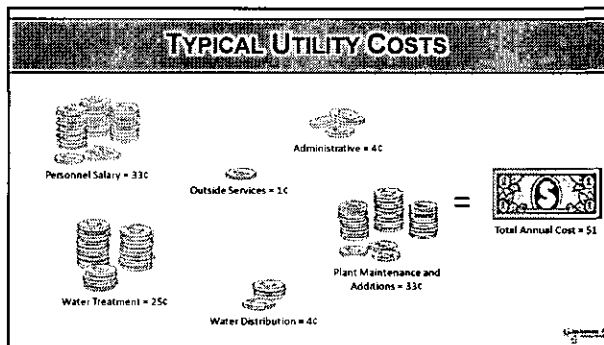 TYPICAL UTILITY COSTS
Personnel Salary = 33¢
Administrative = 4¢
Outside Services = 1¢
Water Treatment = 25¢
Water Distribution = 4¢
Plant Maintenance and
Additions = 33¢
=
Total Annual Cost = $1